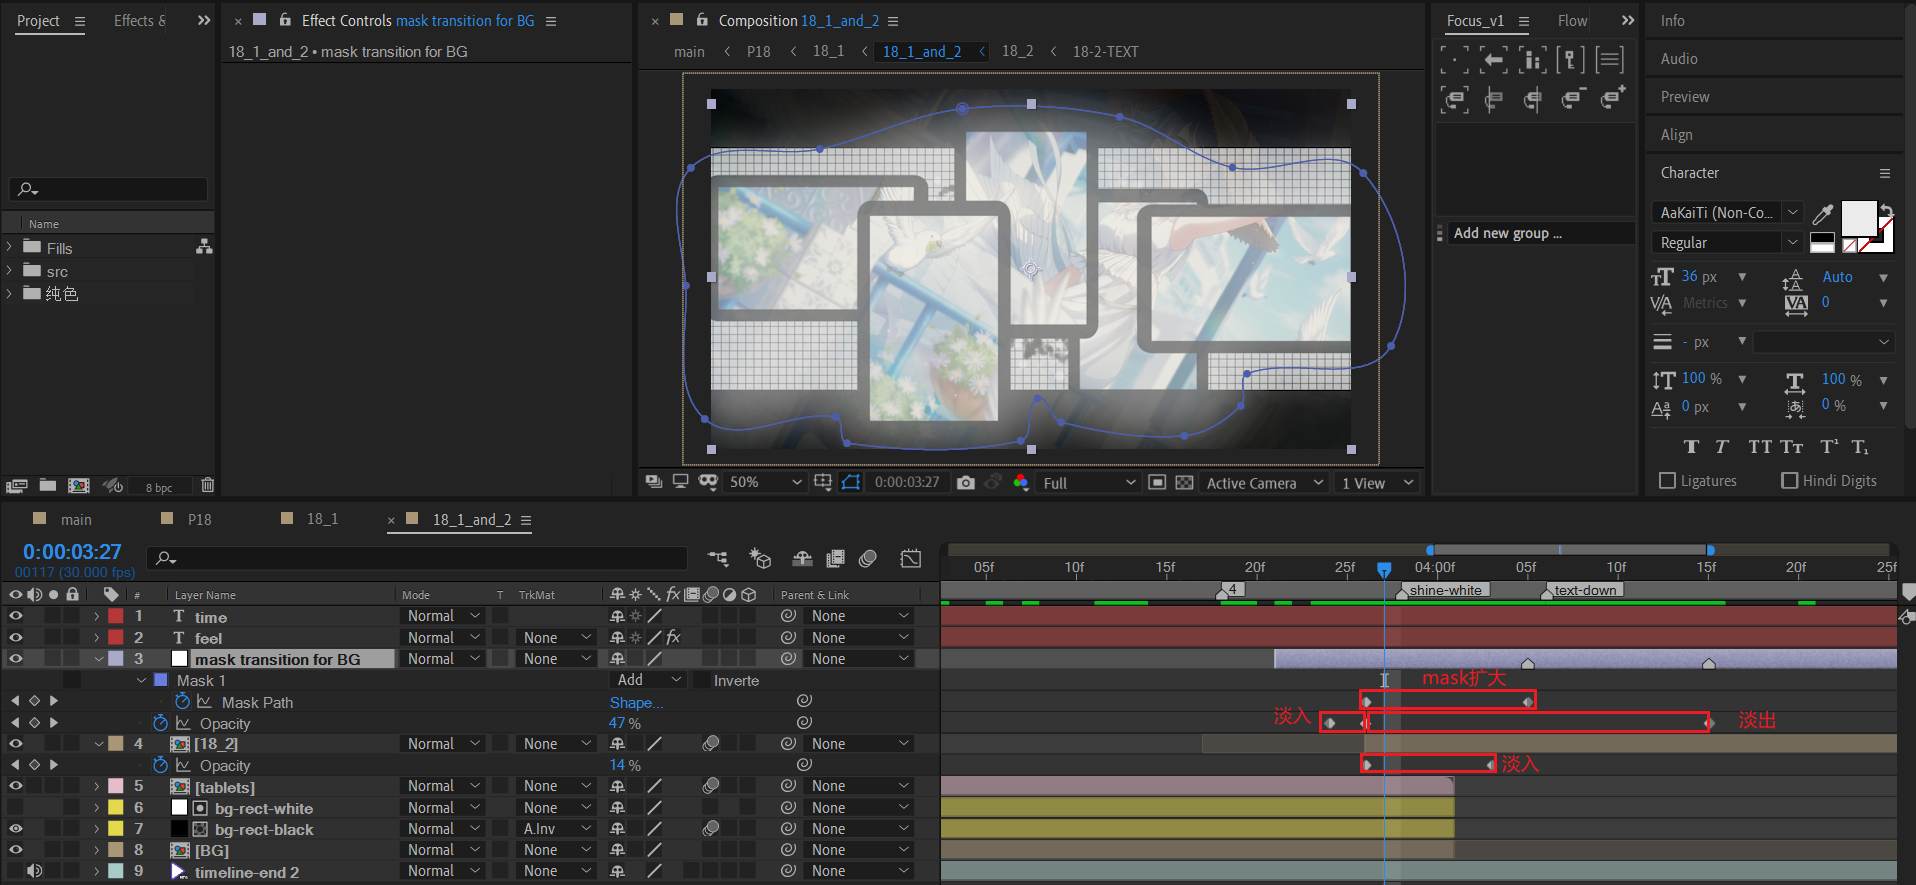 Project
Effects &
Effect Controls mask transition for BG
Composition 18_1_and_2
Focus_v1
Flow
Info
18_1_and_2 • mask transition for BG
main
P18
18_1
18_1_and_2
18_2
18-2-TEXT
Audio
Preview
Align
Character
Name
Fills
src
纯色
Add new group ...
AaKaiTi (Non-Co...
Regular
36 px
Auto
Metrics
0
- px
100 %
100 %
0 px
0 %
T T TT Tт T¹ T₁
Ligatures
Hindi Digits
8 bpc
50%
0:00:03:27
Full
Active Camera
1 View
main
P18
18_1
18_1_and_2
0:00:03:27
00117 (30.000 fps)
05f
10f
15f
20f
25f
04:00f
05f
10f
15f
20f
25f
#
Layer Name
Mode
T
TrkMat
Parent & Link
4
shine-white
text-down
1 T time Normal None
2 T feel Normal None fx None
3 mask transition for BG Normal None None
Mask 1 Add Inverte
mask扩大
Mask Path Shape...
淡入
淡出
Opacity 47 %
4 [18_2] Normal None None
Opacity 14 %
淡入
5 [tablets] Normal None None
6 bg-rect-white Normal None None
7 bg-rect-black Normal A.Inv None
8 [BG] Normal None None
9 timeline-end 2 Normal None None